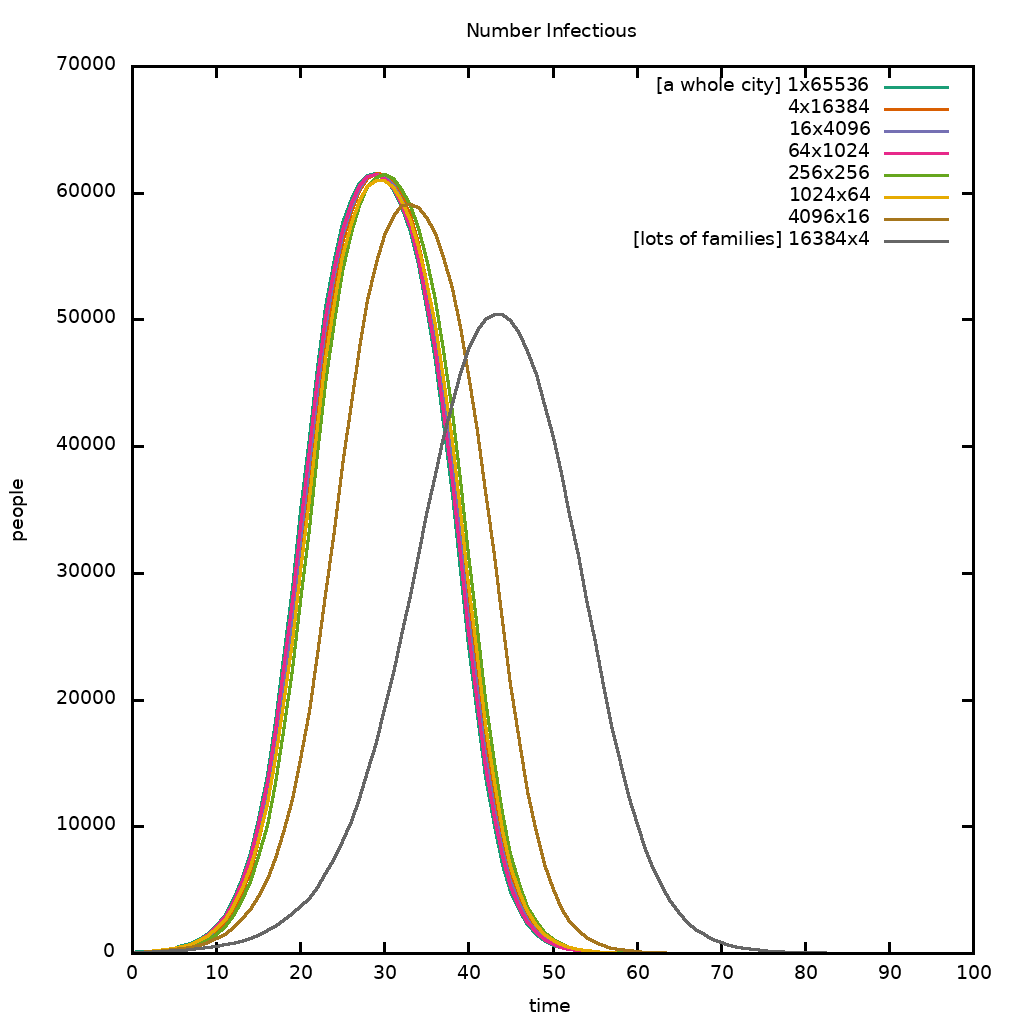 Number Infectious
70000
60000
50000
40000
30000
20000
10000
0
people
[a whole city] 1x65536
4x16384
16x4096
64x1024
256x256
1024x64
4096x16
[lots of families] 16384x4
0 10 20 30 40 50 60 70 80 90 100
time